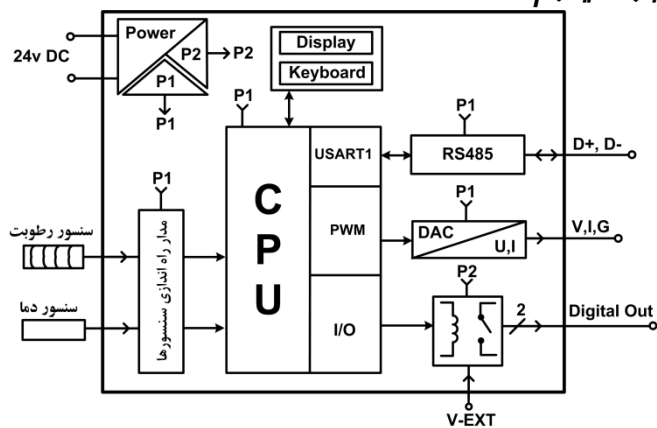 Power
P2
P2
24v DC
P1
P1
Display
Keyboard
P1
CPU
USART1
PWM
I/O
P1
RS485
D+, D-
P1
DAC
U,I
V,I,G
P2
2
Digital Out
V-EXT
P1
مدار راه اندازی سنسورها
سنسور رطوبت
سنسور دما